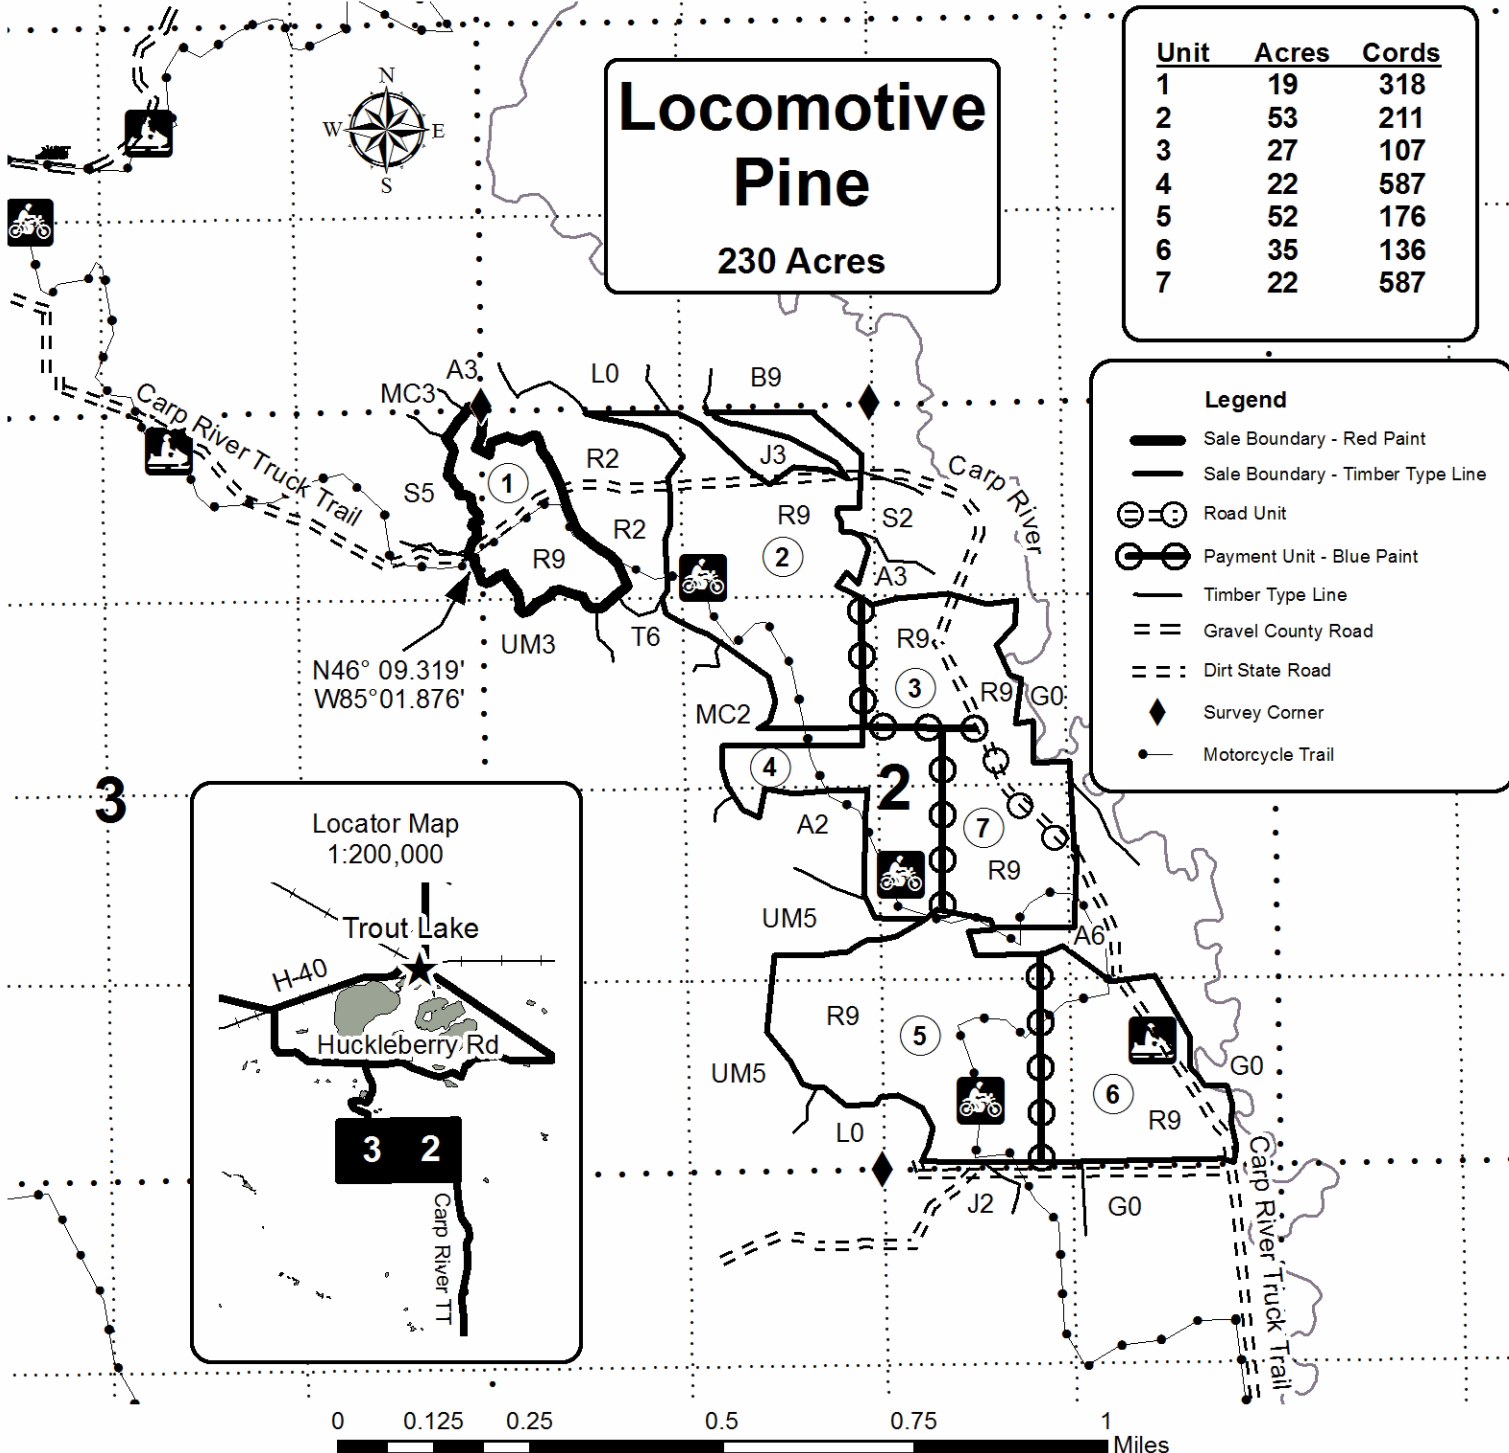 Locomotive
Pine
230 Acres
Unit Acres Cords
1 19 318
2 53 211
3 27 107
4 22 587
5 52 176
6 35 136
7 22 587
N
W E
S
Legend
Sale Boundary - Red Paint
Sale Boundary - Timber Type Line
Road Unit
Payment Unit - Blue Paint
Timber Type Line
Gravel County Road
Dirt State Road
Survey Corner
Motorcycle Trail
A3
L0
B9
MC3
Carp River Truck Trail
J3
R2
Carp River
1
S5
R9
S2
R2
R9
2
A3
T6
UM3
R9
N46° 09.319'
W85°01.876'
3
R9
G0
MC2
4
2
3
A2
7
R9
UM5
A6
R9
5
UM5
G0
6
R9
L0
J2
G0
Carp River Truck Trail
Locator Map
1:200,000
Trout Lake
H-40
Huckleberry Rd
3 2
Carp River TT
0 0.125 0.25 0.5 0.75 1
Miles